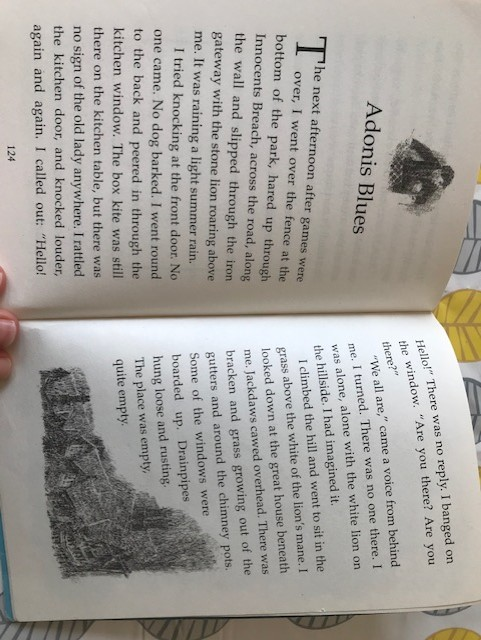 Adonis Blues
The next afternoon after games were
over, I went over the fence at the
bottom of the park, hared up through
Innocents Breach, across the road, along
the wall and slipped through the iron
gateway with the stone lion roaring above
me. It was raining a light summer rain.
I tried knocking at the front door. No
one came. No dog barked. I went round
to the back and peered in through the
kitchen window. The box kite was still
there on the kitchen table, but there was
no sign of the old lady anywhere. I rattled
the kitchen door, and knocked louder,
again and again. I called out: “Hello!
124
Hello!” There was no reply. I banged on
the window. “Are you there? Are you
there?”
“We all are,” came a voice from behind
me. I turned. There was no one there. I
was alone, alone with the white lion on
the hillside. I had imagined it.
I climbed the hill and went to sit in the
grass above the white of the lion’s mane. I
looked down at the great house beneath
me. Jackdaws cawed overhead. There was
bracken and grass growing out of the
gutters and around the chimney pots.
Some of the windows were
boarded up. Drainpipes
hung loose and rusting.
The place was empty,
quite empty.